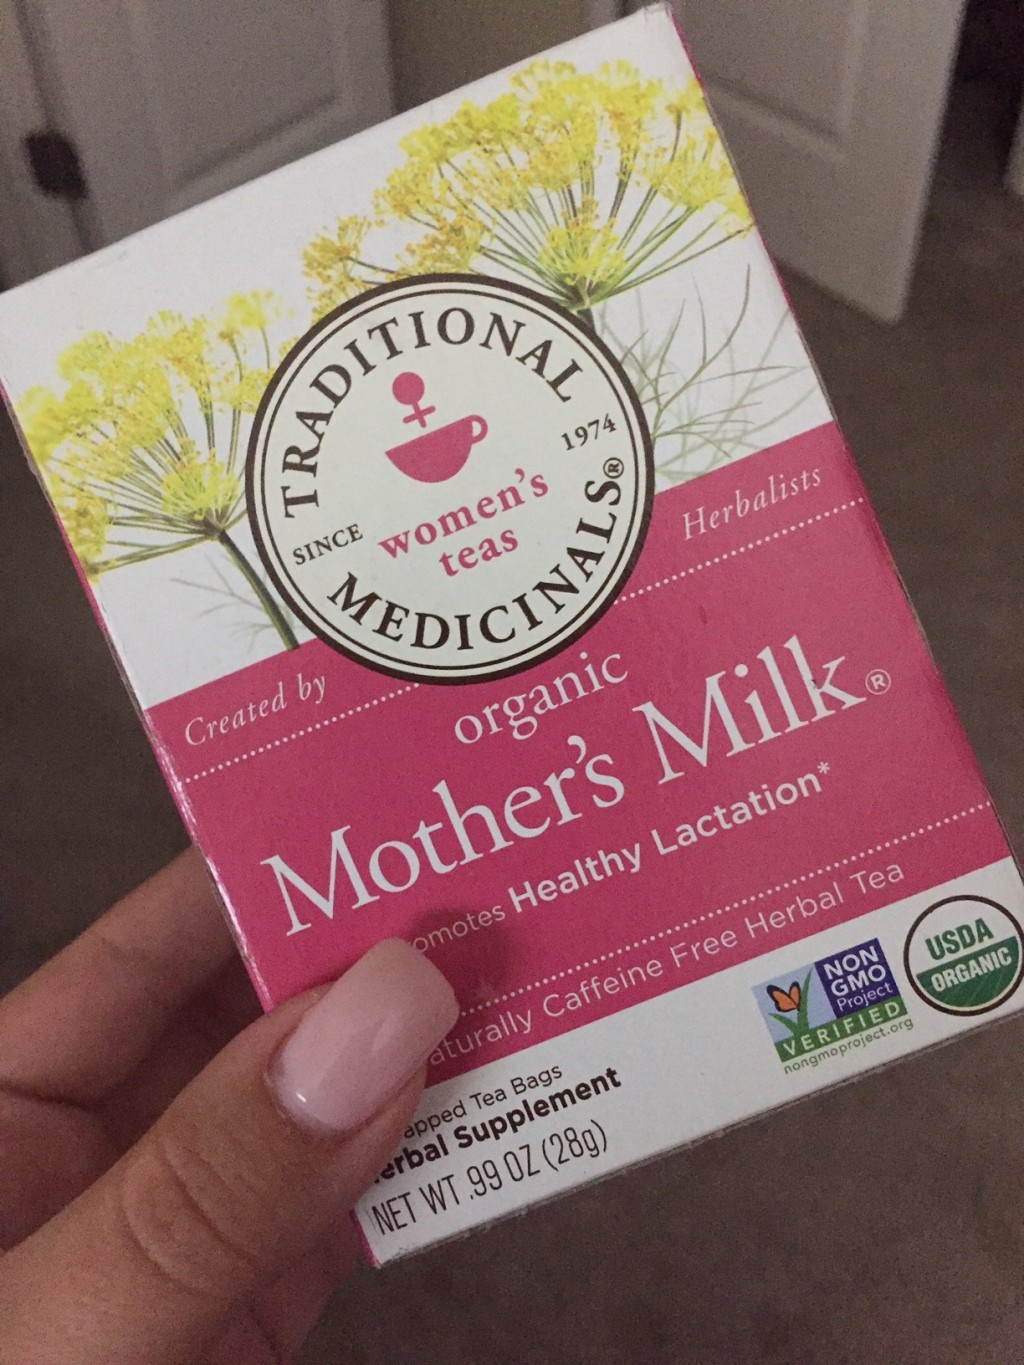 TRADITIONAL
SINCE
1974
women's
teas
MEDICINALS®
Created by
Herbalists
organic
Mother's Milk®
Healthy Lactation*
Caffeine Free Herbal Tea
Tea Bags
Supplement
NET WT .99 OZ (28g)
NON
GMO
Project
VERIFIED
nongmoproject.org
USDA
ORGANIC